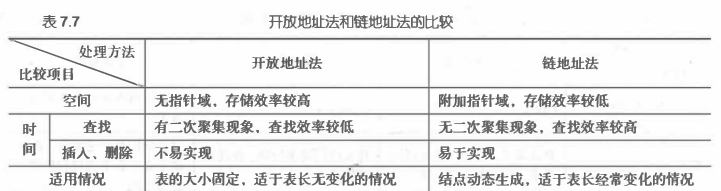 表7.7 开放地址法和链地址法的比较
处理方法
比较项目
开放地址法 链地址法
空间 无指针域，存储效率较高 附加指针域，存储效率较低
时间 查找 有二次聚集现象，查找效率较低 无二次聚集现象，查找效率较高
插入、删除 不易实现 易于实现
适用情况 表的大小固定，适于表长无变化的情况 结点动态生成，适于表长经常变化的情况